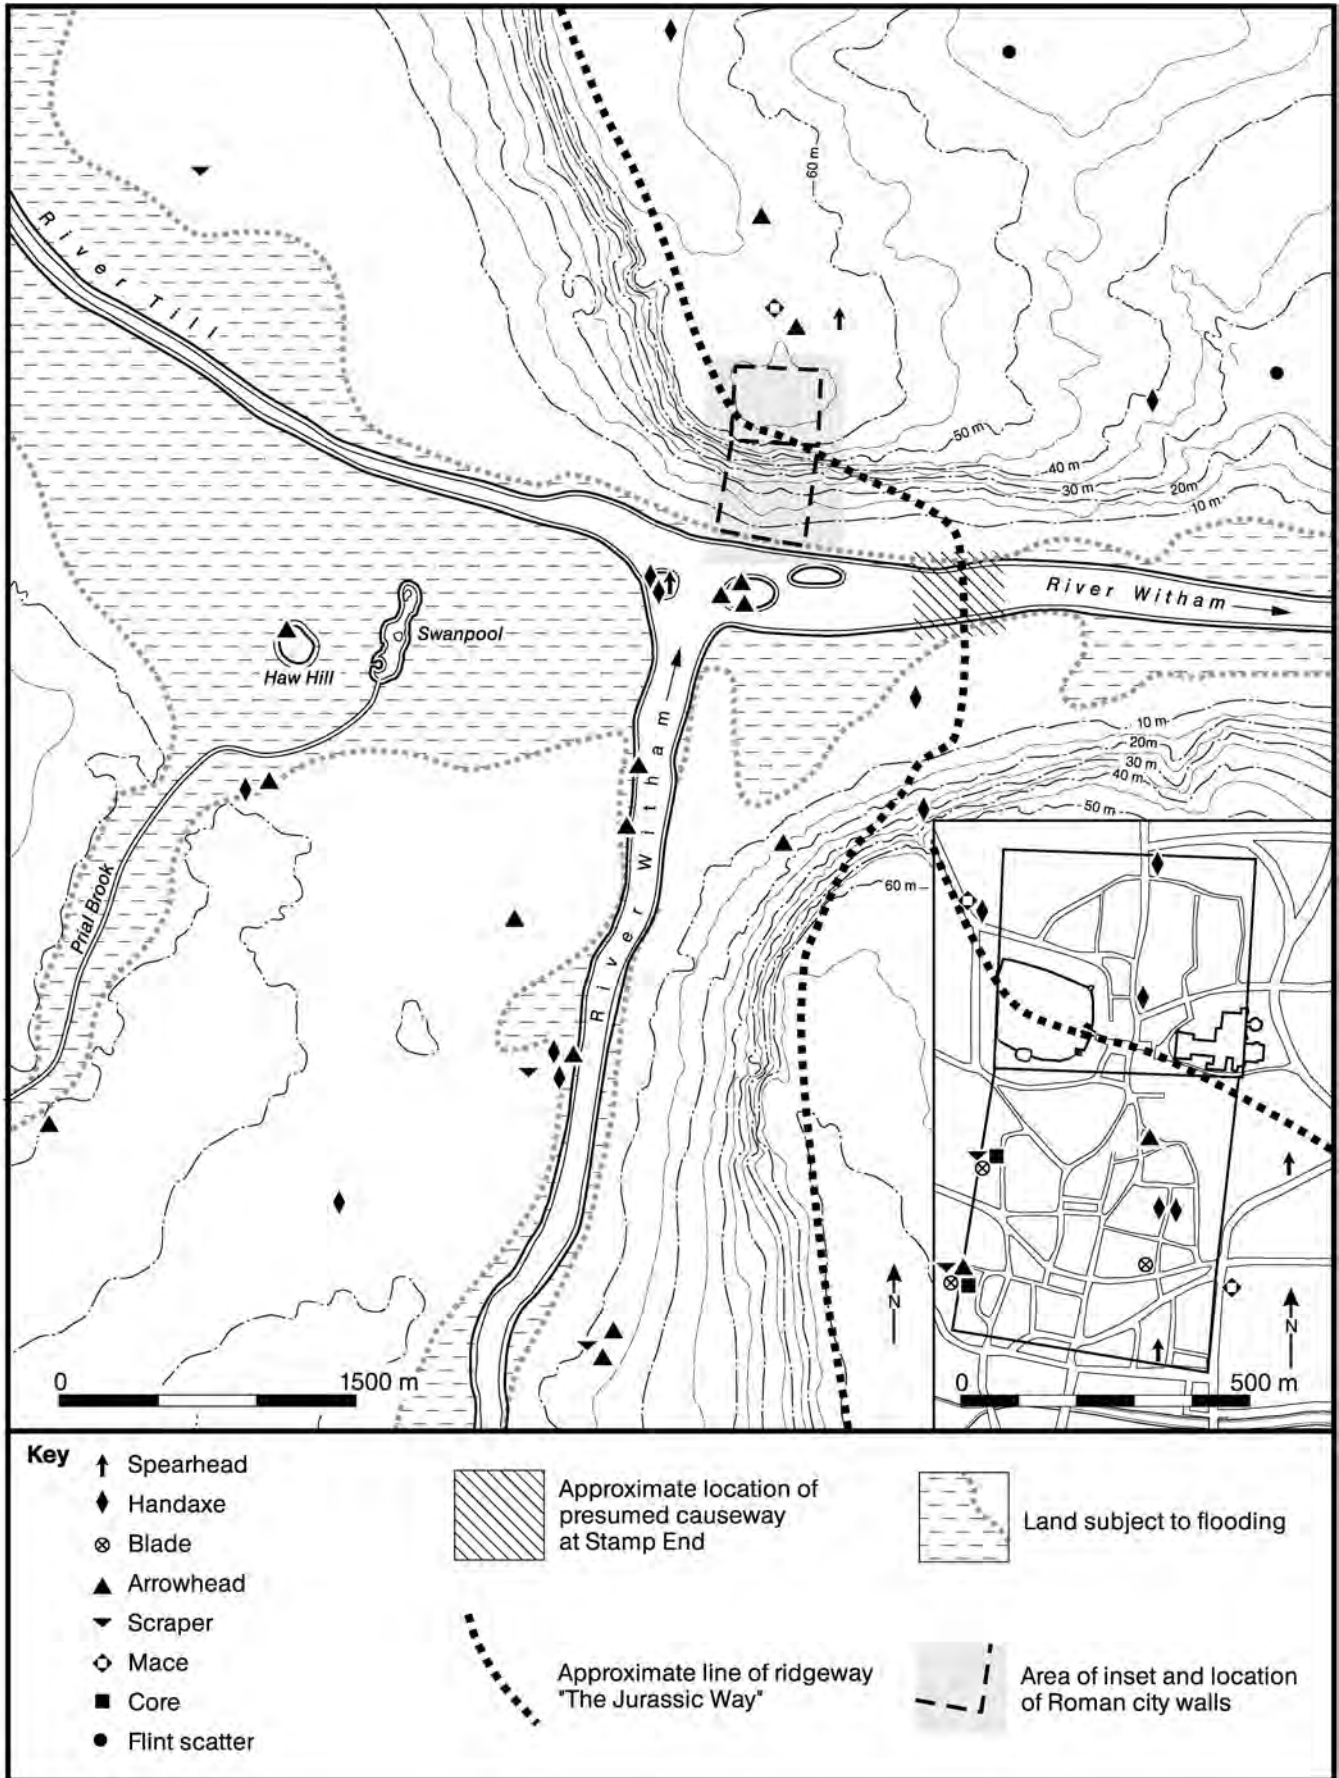 River Till
60 m
50 m
40 m
30 m
20m
10 m
River Witham
Swanpool
Haw Hill
10 m
20m
30 m
40 m
50 m
60 m
River Witham
Prial Brook
N
N
0 1500 m
0 500 m
Key
Spearhead
Handaxe
Blade
Arrowhead
Scraper
Mace
Core
Flint scatter
Approximate location of
presumed causeway
at Stamp End
Approximate line of ridgeway
"The Jurassic Way"
Land subject to flooding
Area of inset and location
of Roman city walls